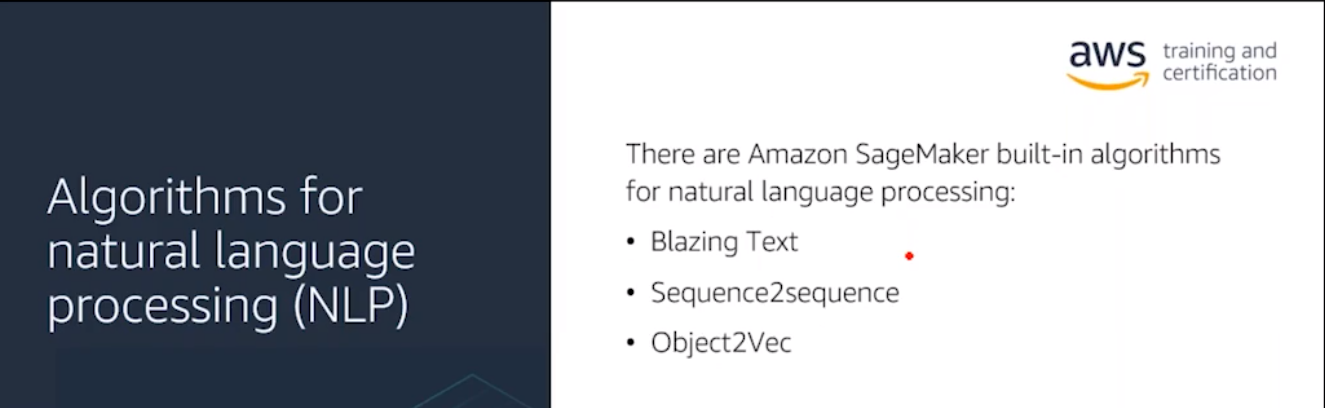 Algorithms for
natural language
processing (NLP)
aws training and
certification
There are Amazon SageMaker built-in algorithms
for natural language processing:
• Blazing Text
• Sequence2sequence
• Object2Vec